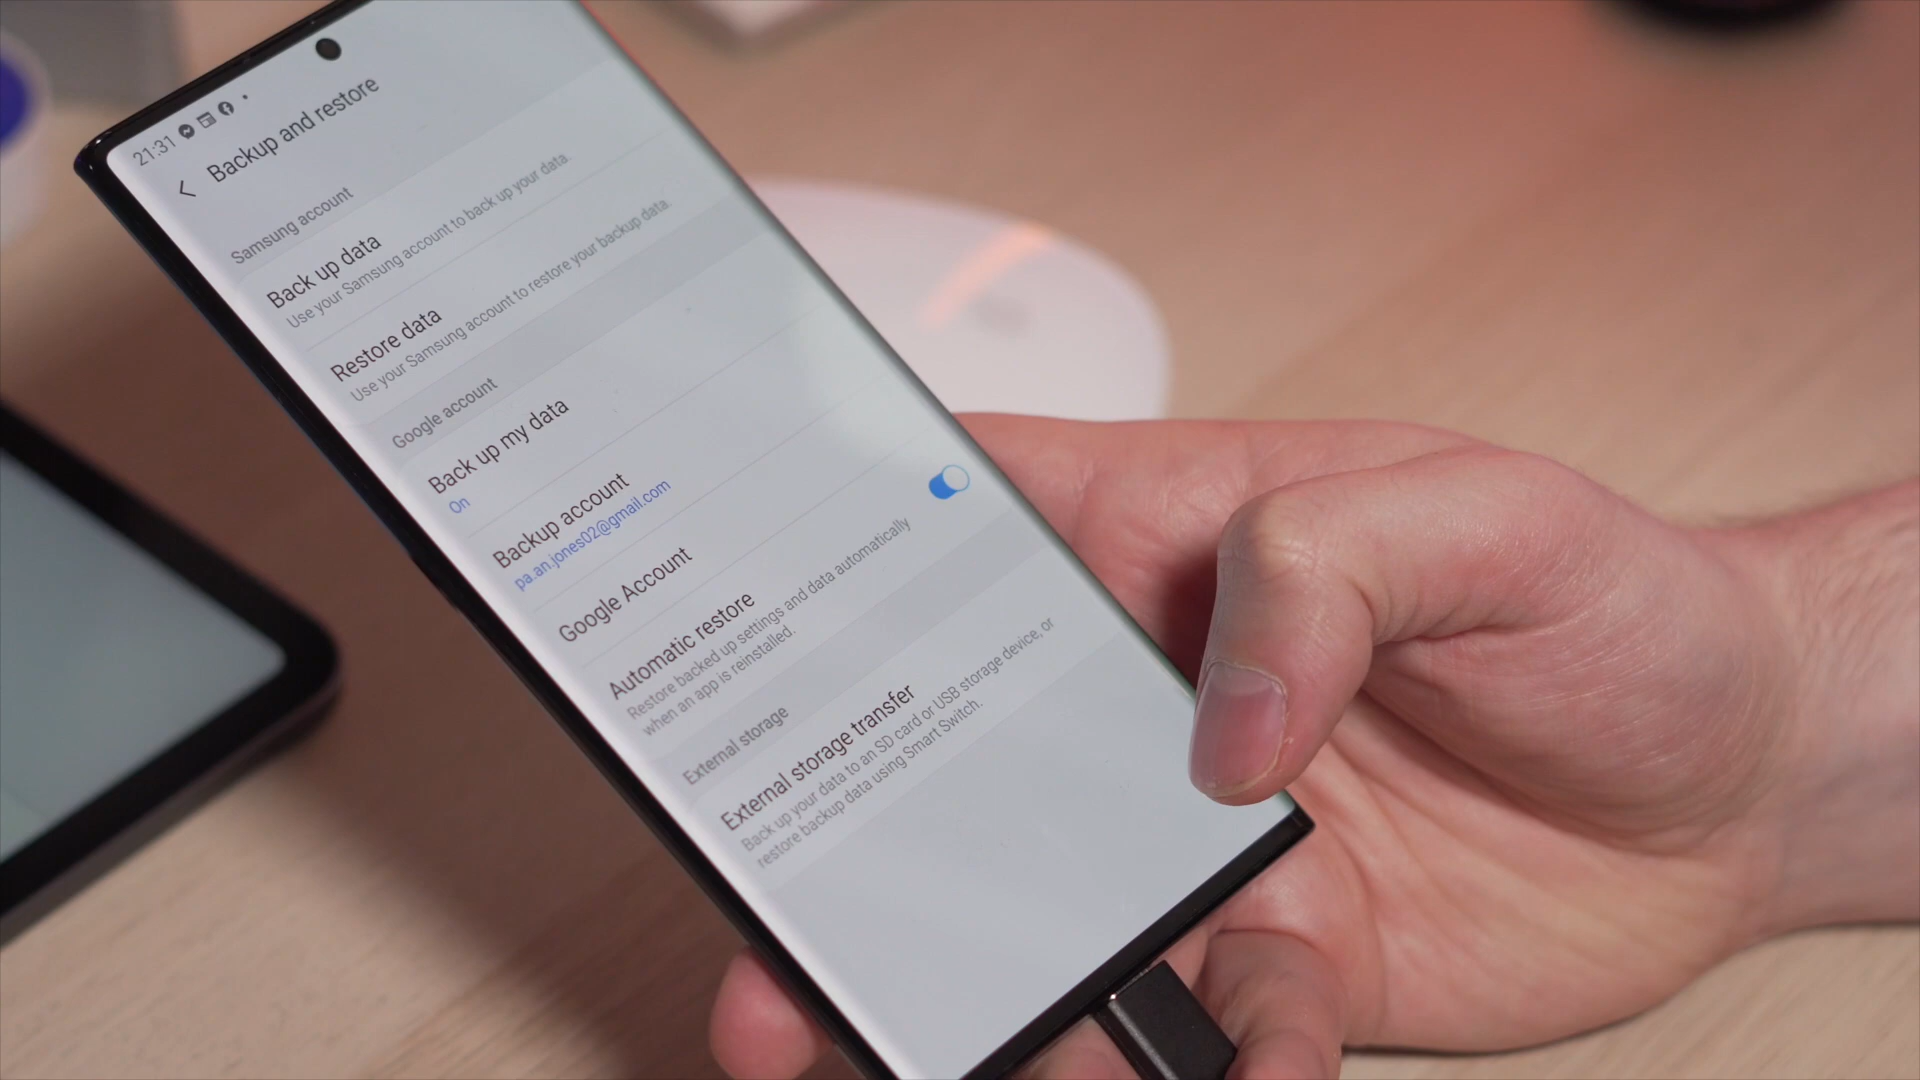 21:31
Backup and restore
Samsung account
Back up data
Use your Samsung account to back up your data.
Restore data
Use your Samsung account to restore your backup data.
Google account
Back up my data
On
Backup account
pa.an.jones02@gmail.com
Google Account
Automatic restore
Restore backed up settings and data automatically
when an app is reinstalled.
External storage
External storage transfer
Back up your data to an SD card or USB storage device, or
restore backup data using Smart Switch.